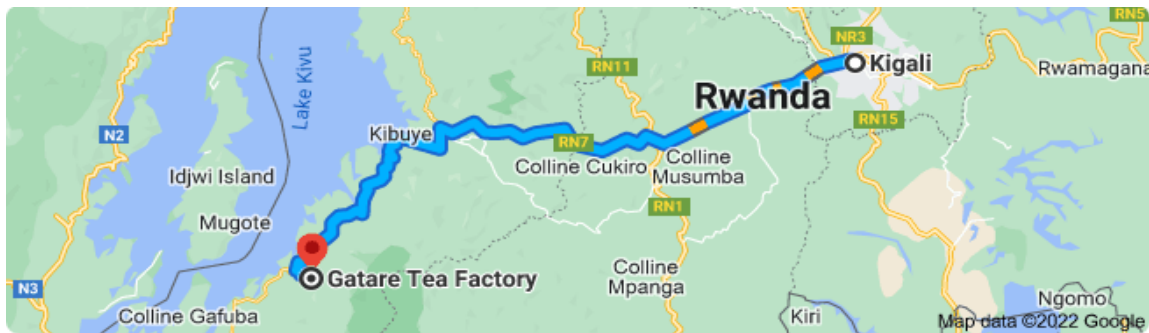 RN5
NR3
Kigali
Rwamagana
RN11
Lake Kivu
Rwanda
N2
Kibuye
RN7
RN15
Colline Cukiro
Colline
Musumba
Idjwi Island
RN1
Mugote
Gatare Tea Factory
Colline
Mpanga
N3
Colline Gafuba
Kiri
Ngomo
Map data ©2022 Google